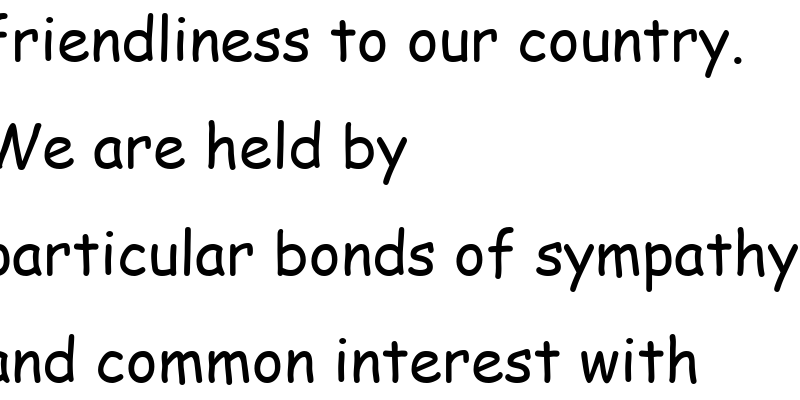 friendliness to our country.
We are held by
particular bonds of sympathy
and common interest with